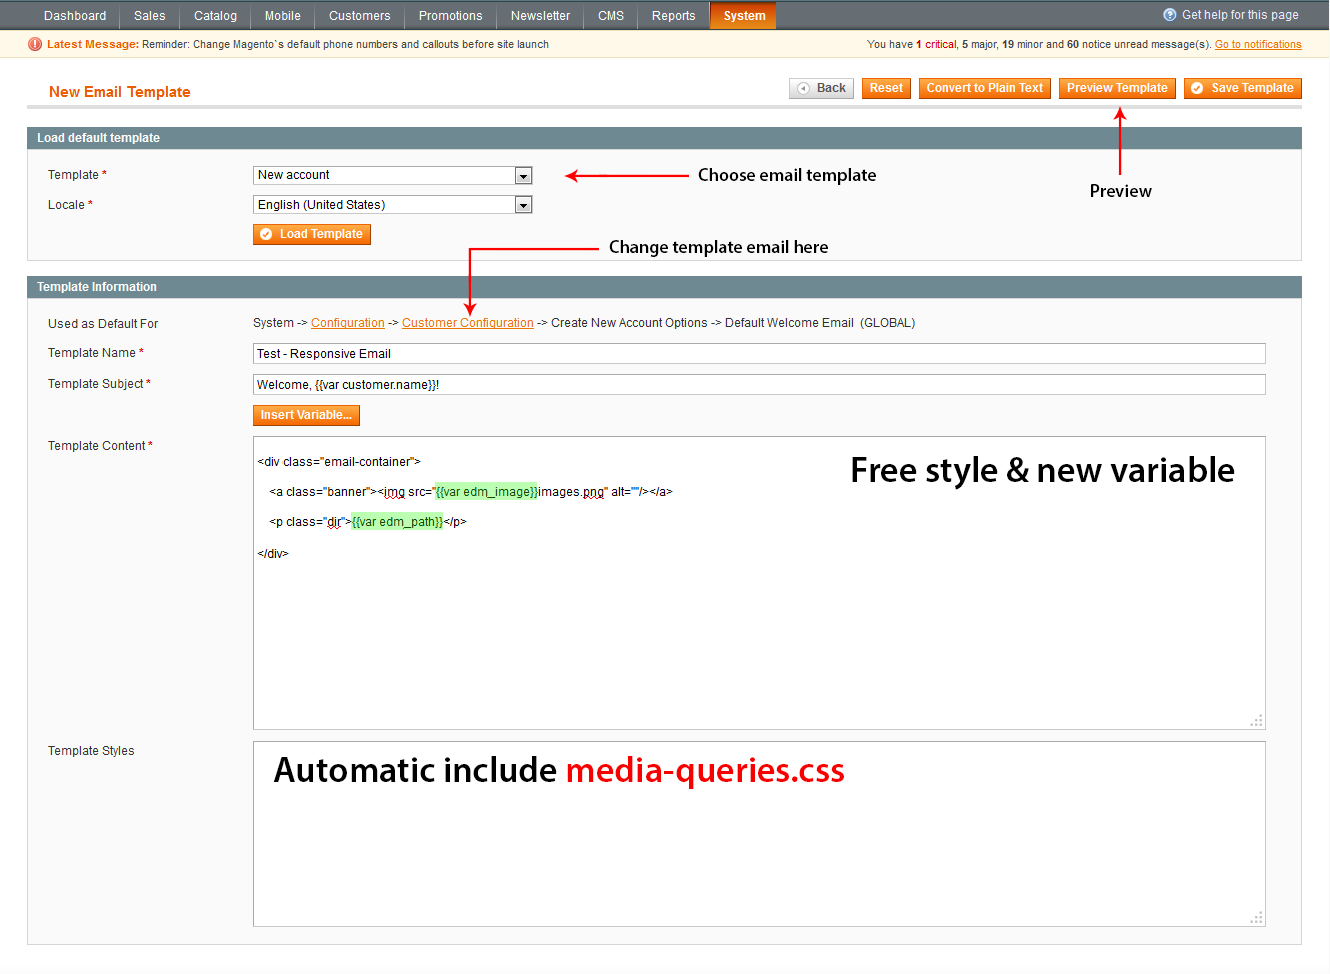 Dashboard Sales Catalog Mobile Customers Promotions Newsletter CMS Reports System Get help for this page
Latest Message: Reminder: Change Magento`s default phone numbers and callouts before site launch You have 1 critical, 5 major, 19 minor and 60 notice unread message(s). Go to notifications
New Email Template Back Reset Convert to Plain Text Preview Template Save Template
Load default template
Template * New account Choose email template
Preview
Locale * English (United States)
Load Template
Change template email here
Template Information
Used as Default For System -> Configuration -> Customer Configuration -> Create New Account Options -> Default Welcome Email (GLOBAL)
Template Name * Test - Responsive Email
Template Subject * Welcome, {{var customer.name}}!
Insert Variable...
Template Content *
<div class="email-container">
Free style & new variable
<a class="banner"><img src="{{var edm_image}}images.png" alt=""/></a>
<p class="dir">{{var edm_path}}</p>
</div>
Template Styles
Automatic include media-queries.css